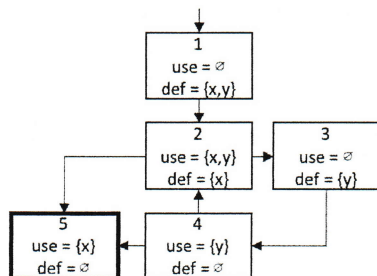 1
use = ∅
def = {x,y}
2
use = {x,y}
def = {x}
3
use = ∅
def = {y}
5
use = {x}
def = ∅
4
use = {y}
def = ∅